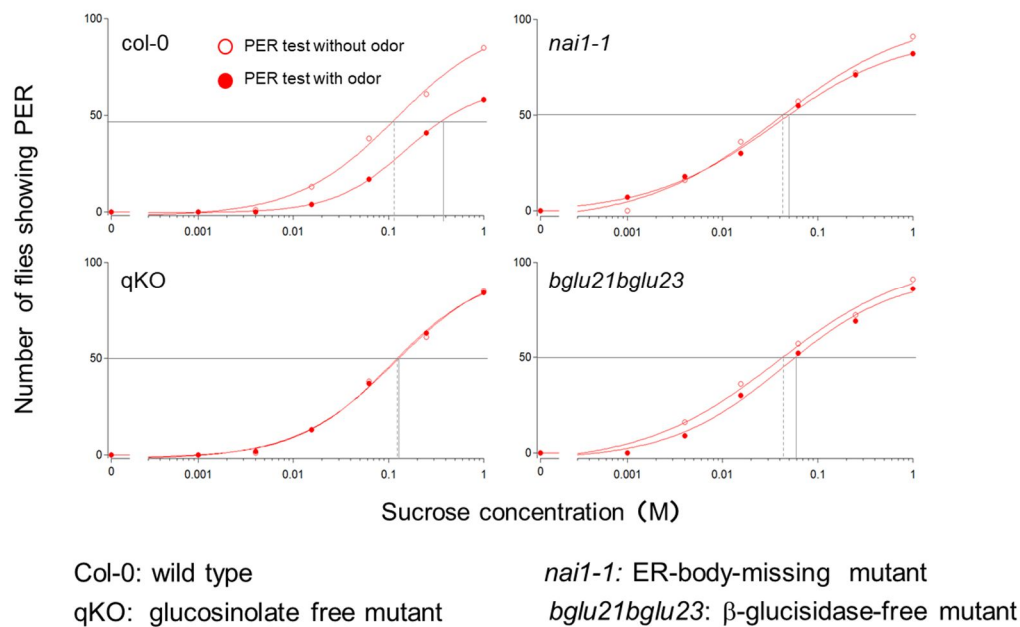 Number of flies showing PER
col-0
PER test without odor
PER test with odor
100
50
0
0
0.001
0.01
0.1
1
nai1-1
100
50
0
0
0.001
0.01
0.1
1
qKO
100
50
0
0
0.001
0.01
0.1
1
bglu21bglu23
100
50
0
0
0.001
0.01
0.1
1
Sucrose concentration (M)
Col-0: wild type
nai1-1: ER-body-missing mutant
qKO: glucosinolate free mutant
bglu21bglu23: β-glucisidase-free mutant